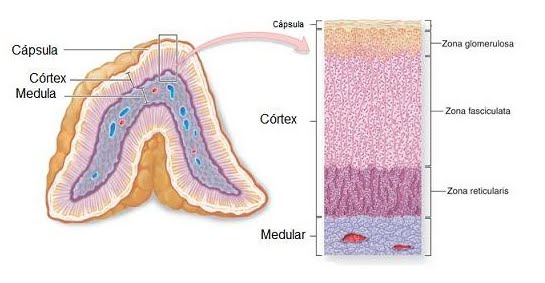 Cápsula
Córtex
Medula
Cápsula
Córtex
Medular
Zona glomerulosa
Zona fasciculata
Zona reticularis